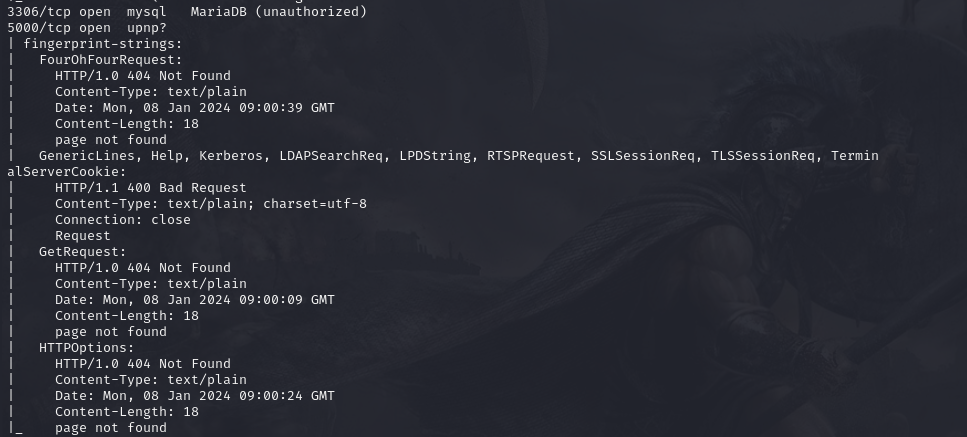 3306/tcp open  mysql   MariaDB (unauthorized)
5000/tcp open  upnp?
| fingerprint-strings:
|   FourOhFourRequest:
|     HTTP/1.0 404 Not Found
|     Content-Type: text/plain
|     Date: Mon, 08 Jan 2024 09:00:39 GMT
|     Content-Length: 18
|     page not found
|   GenericLines, Help, Kerberos, LDAPSearchReq, LPDString, RTSPRequest, SSLSessionReq, TLSSessionReq, Termin
alServerCookie:
|     HTTP/1.1 400 Bad Request
|     Content-Type: text/plain; charset=utf-8
|     Connection: close
|     Request
|   GetRequest:
|     HTTP/1.0 404 Not Found
|     Content-Type: text/plain
|     Date: Mon, 08 Jan 2024 09:00:09 GMT
|     Content-Length: 18
|     page not found
|   HTTPOptions:
|     HTTP/1.0 404 Not Found
|     Content-Type: text/plain
|     Date: Mon, 08 Jan 2024 09:00:24 GMT
|     Content-Length: 18
|_    page not found